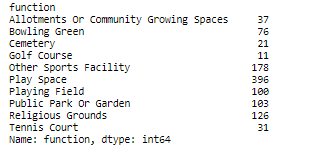 function
Allotments Or Community Growing Spaces 37
Bowling Green 76
Cemetery 21
Golf Course 11
Other Sports Facility 178
Play Space 396
Playing Field 100
Public Park Or Garden 103
Religious Grounds 126
Tennis Court 31
Name: function, dtype: int64